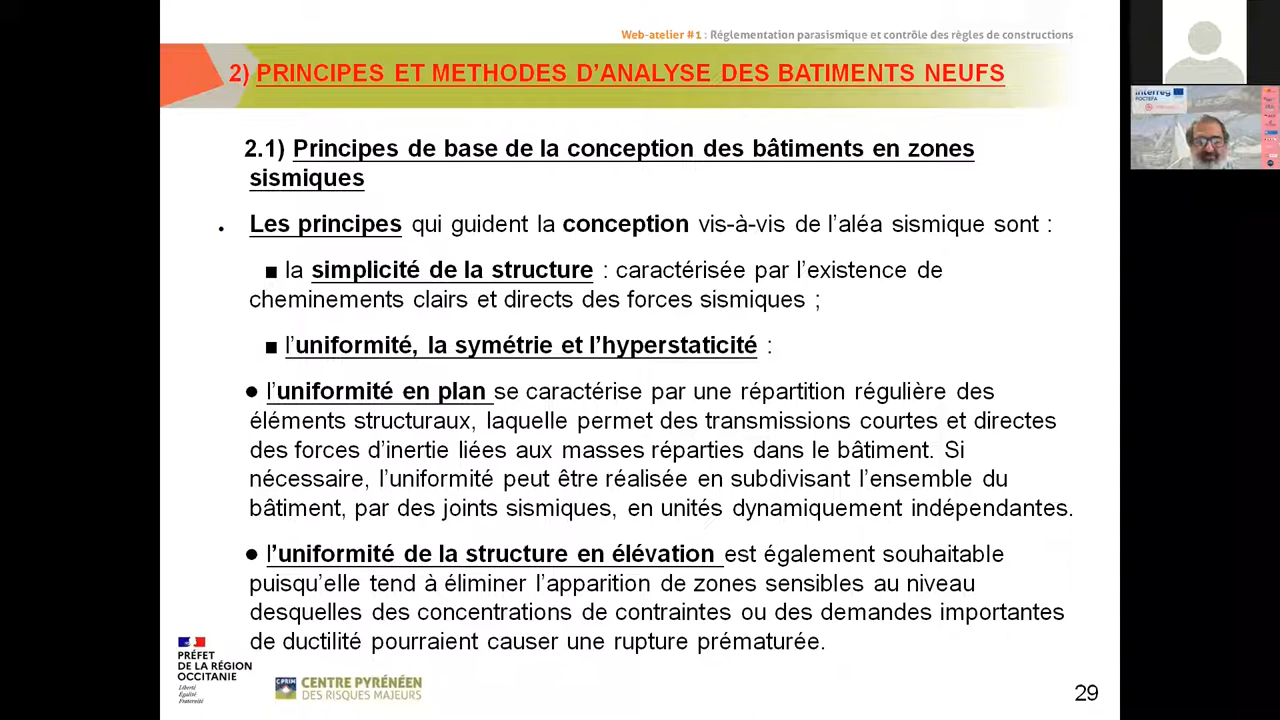 Web-atelier #1 : Réglementation parasismique et contrôle des règles de constructions
2) PRINCIPES ET METHODES D’ANALYSE DES BATIMENTS NEUFS
2.1) Principes de base de la conception des bâtiments en zones
sismiques
• Les principes qui guident la conception vis-à-vis de l’aléa sismique sont :
■ la simplicité de la structure : caractérisée par l’existence de
cheminements clairs et directs des forces sismiques ;
■ l’uniformité, la symétrie et l’hyperstaticité :
● l’uniformité en plan se caractérise par une répartition régulière des
éléments structuraux, laquelle permet des transmissions courtes et directes
des forces d’inertie liées aux masses réparties dans le bâtiment. Si
nécessaire, l’uniformité peut être réalisée en subdivisant l’ensemble du
bâtiment, par des joints sismiques, en unités dynamiquement indépendantes.
● l’uniformité de la structure en élévation est également souhaitable
puisqu’elle tend à éliminer l’apparition de zones sensibles au niveau
desquelles des concentrations de contraintes ou des demandes importantes
de ductilité pourraient causer une rupture prématurée.
PRÉFET
DE LA RÉGION
OCCITANIE
Liberté
Égalité
Fraternité
CPRIM
CENTRE PYRÉNÉEN
DES RISQUES MAJEURS
29
Interreg
POCTEFA